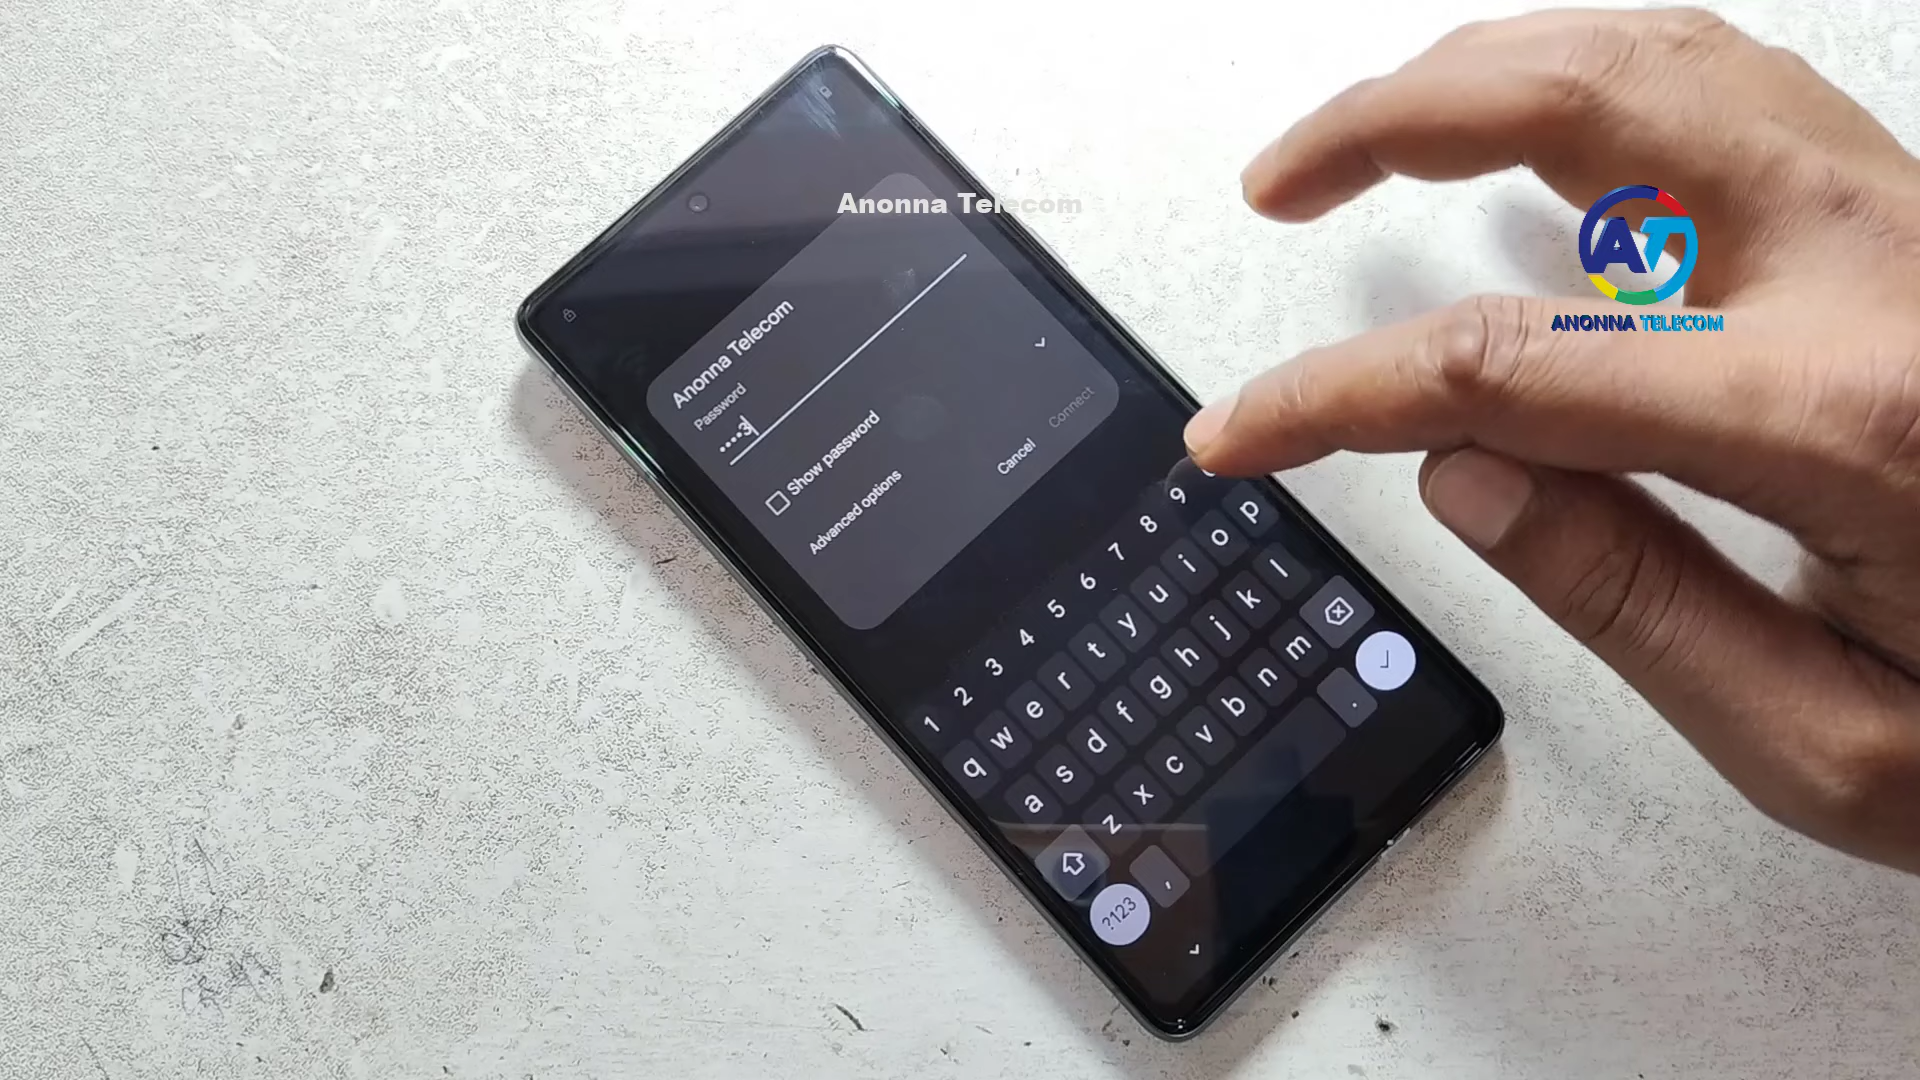 Anonna Telecom
ANONNA TELECOM
Anonna Telecom
Password
••••3
Show password
Advanced options
Cancel
Connect
1 2 3 4 5 6 7 8 9
q w e r t y u i o p
a s d f g h j k l
z x c v b n m
?123 , .